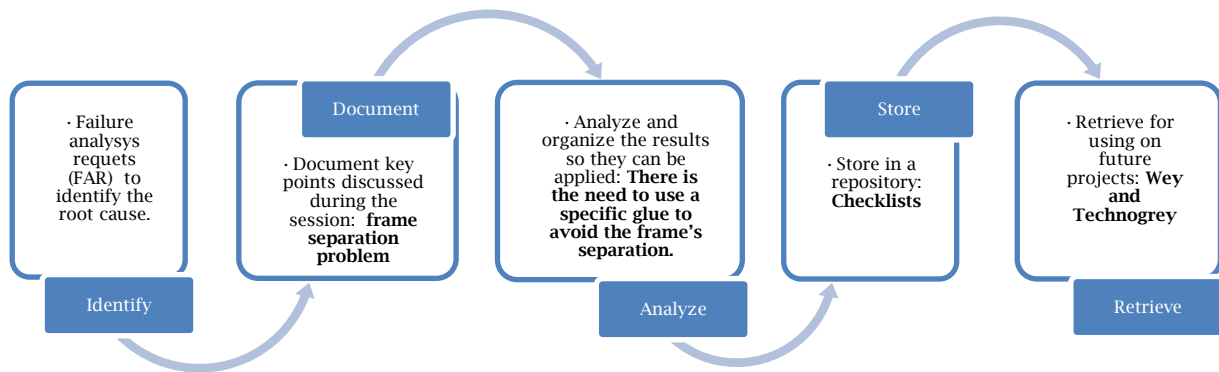 · Failure
analysys
requets
(FAR) to
identify the
root cause.
Identify
Document
· Document key
points discussed
during the
session: frame
separation
problem
· Analyze and
organize the results
so they can be
applied: There is
the need to use a
specific glue to
avoid the frame’s
separation.
Analyze
Store
· Store in a
repository:
Checklists
· Retrieve for
using on
future
projects: Wey
and
Technogrey
Retrieve